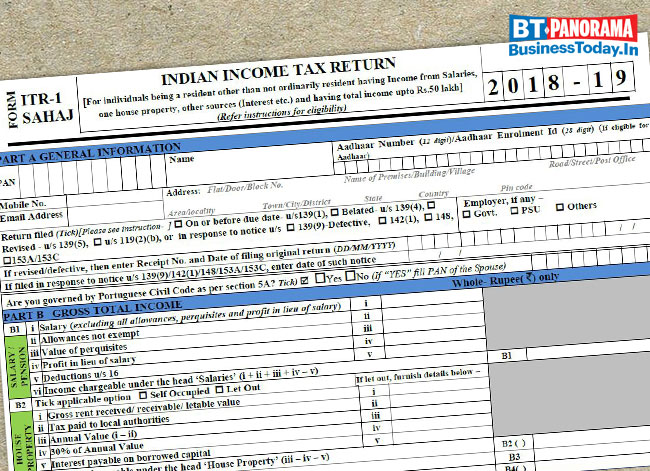 BT PANORAMA
BusinessToday.In
FORM
ITR-1
SAHAJ
INDIAN INCOME TAX RETURN
[For individuals being a resident other than not ordinarily resident having Income from Salaries,
one house property, other sources (Interest etc.) and having total income upto Rs.50 lakh]
(Refer instructions for eligibility)
2018-19
PART A GENERAL INFORMATION
PAN
Name
Aadhaar Number (12 digit)/Aadhaar Enrolment Id (28 digit) (if eligible for
Aadhaar)
Mobile No.
Email Address
Address:
Flat/Door/Block No.
Name of Premises/Building/Village
Road/Street/Post Office
Area/locality
Town/City/District
State
Country
Pin code
Return filed (Tick)[Please see instruction- ] ☐ On or before due date- u/s139(1), ☐ Belated- u/s 139(4), ☐
Revised - u/s 139(5), ☐ u/s 119(2)(b), or in response to notice u/s ☐ 139(9)-Defective, ☐ 142(1), ☐ 148,
☐153A/153C
Employer, if any –
☐ Govt. ☐ PSU ☐ Others
If revised/defective, then enter Receipt No. and Date of filing original return (DD/MM/YYYY)
/ /
If filed in response to notice u/s 139(9)/142(1)/148/153A/153C, enter date of such notice
/ /
Are you governed by Portuguese Civil Code as per section 5A? Tick) ☑ ☐Yes ☐No (if "YES" fill PAN of the Spouse)
PART B GROSS TOTAL INCOME
Whole- Rupee(₹) only
SALARY / PENSION
B1 i Salary (excluding all allowances, perquisites and profit in lieu of salary) i
ii Allowances not exempt ii
iii Value of perquisites iii
iv Profit in lieu of salary iv
v Deductions u/s 16 v
vi Income chargeable under the head 'Salaries' (i + ii + iii + iv – v) B1
HOUSE PROPERTY
B2 Tick applicable option ☐ Self Occupied ☐ Let Out If let out, furnish details below –
i Gross rent received/ receivable/ letable value i
ii Tax paid to local authorities ii
iii Annual Value (i – ii) iii
iv 30% of Annual Value iv
v Interest payable on borrowed capital v
under the head 'House Property' (iii – iv – v) B2 ( )
B3
B4( )